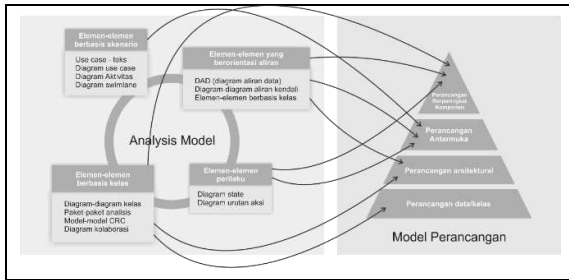 Elemen-elemen
berbasis skenario
Use case - teks
Diagram use case
Diagram Aktivitas
Diagram swimlane
Elemen-elemen yang
berorientasi aliran
DAD (diagram aliran data)
Diagram-diagram aliran kendali
Elemen-elemen berbasis kelas
Analysis Model
Elemen-elemen
berbasis kelas
Diagram-diagram kelas
Paket-paket analisis
Model-model CRC
Diagram kolaborasi
Elemen-elemen
perilaku
Diagram state
Diagram urutan aksi
Perancangan
Berperingkat
Komponen
Perancangan
Antarmuka
Perancangan arsitektural
Perancangan data/kelas
Model Perancangan